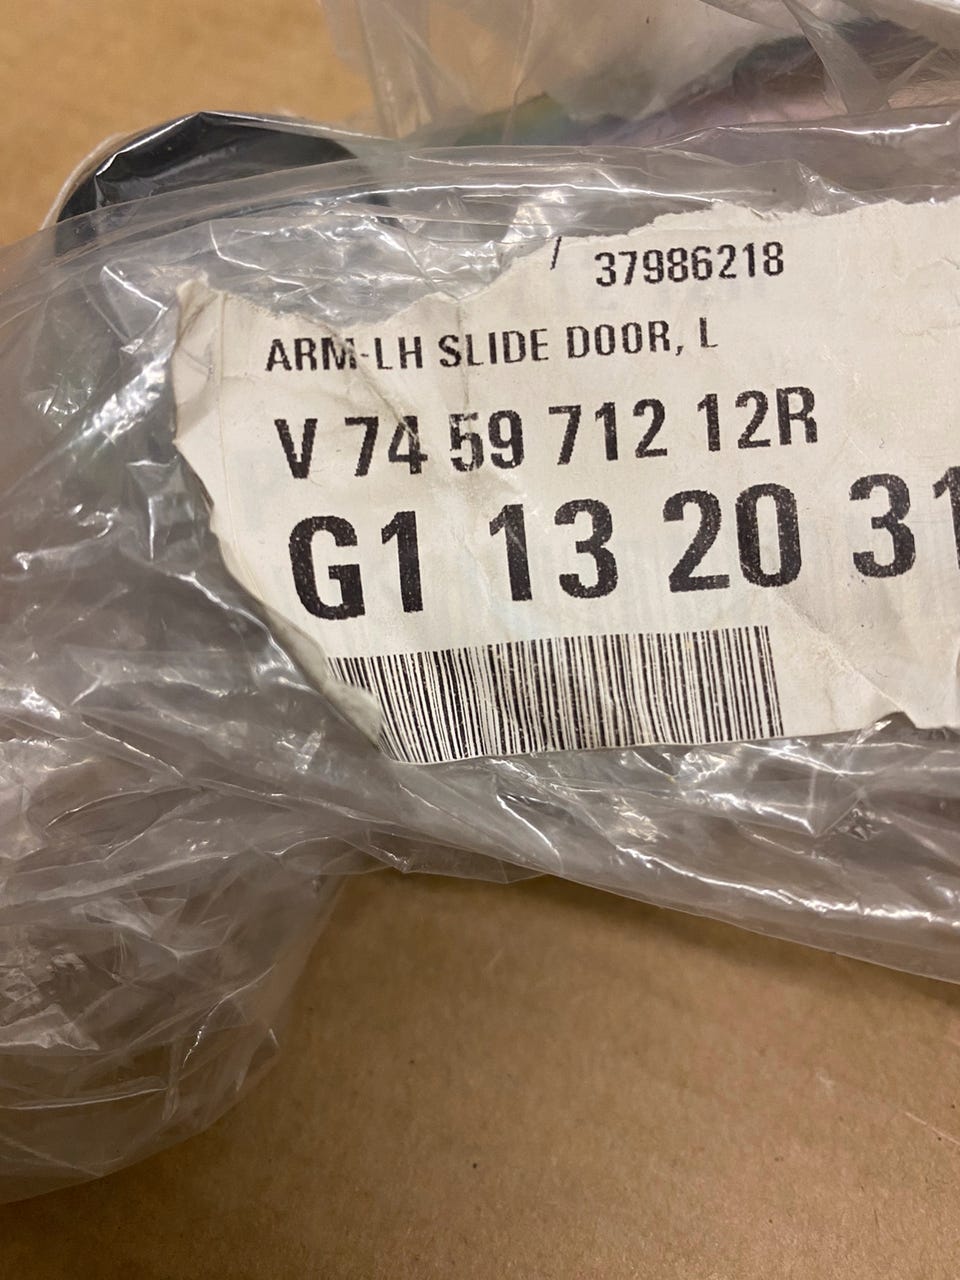 / 37986218
ARM-LH SLIDE DOOR, L
V 74 59 712 12R
G1 13 20 31